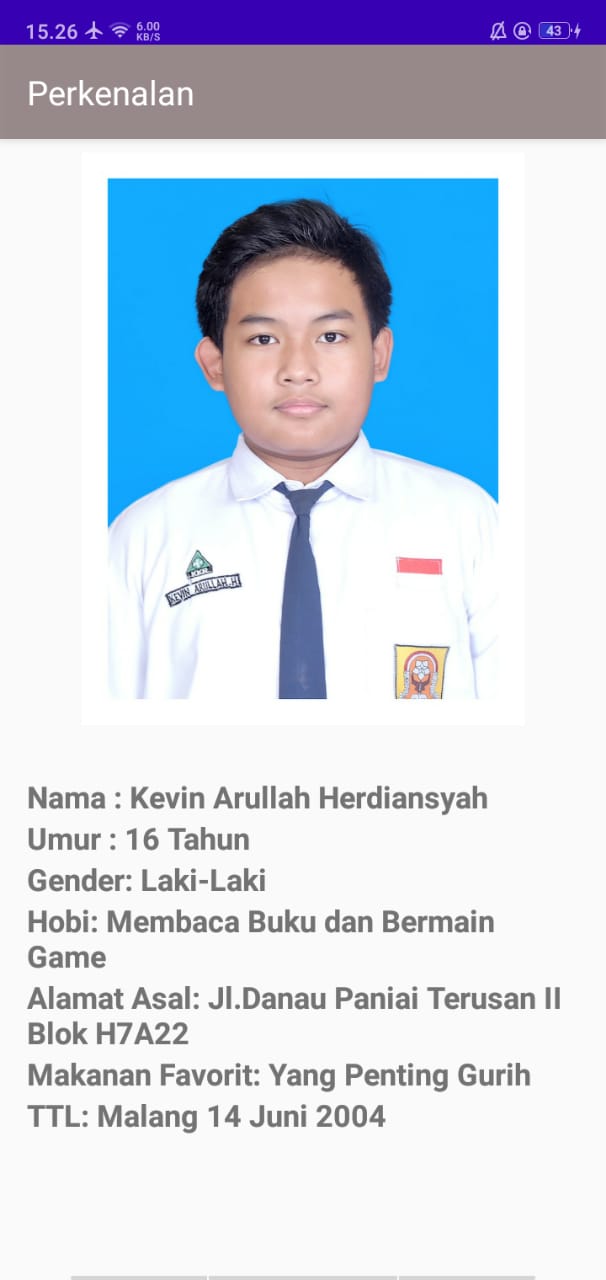 15.26 6.00 KB/S 43
Perkenalan
KKR
KEVIN ARULLAH.H
Nama : Kevin Arullah Herdiansyah
Umur : 16 Tahun
Gender: Laki-Laki
Hobi: Membaca Buku dan Bermain
Game
Alamat Asal: Jl.Danau Paniai Terusan II
Blok H7A22
Makanan Favorit: Yang Penting Gurih
TTL: Malang 14 Juni 2004